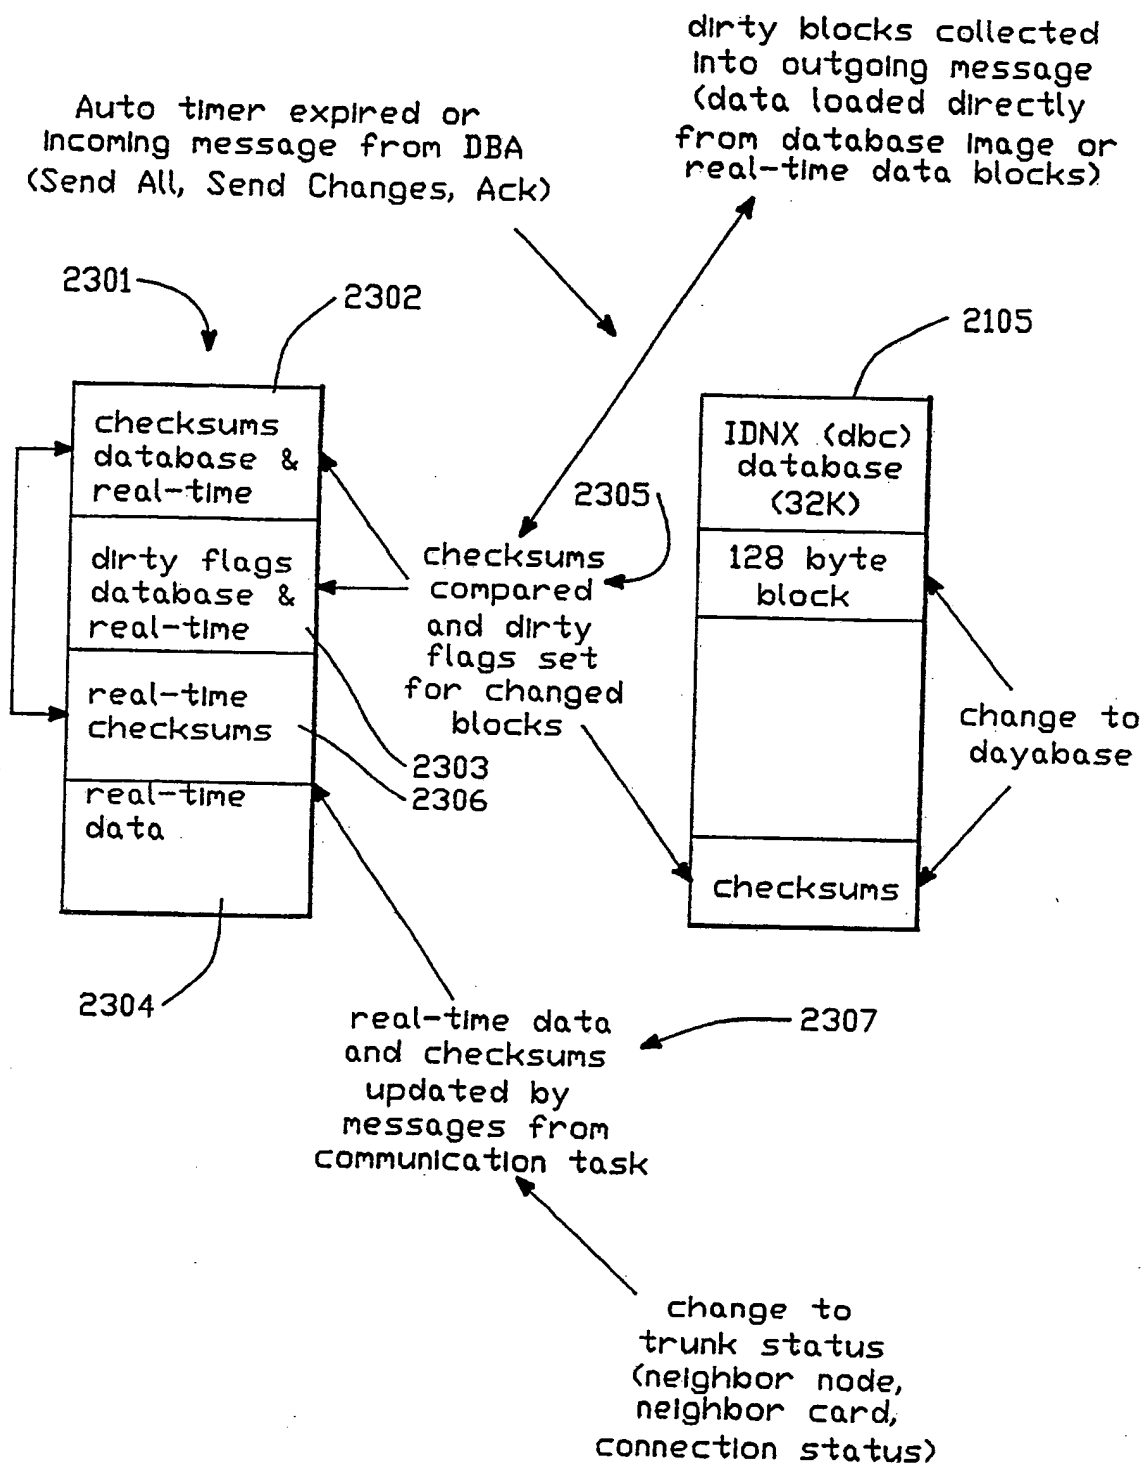 dirty blocks collected
into outgoing message
(data loaded directly
from database image or
real-time data blocks)
Auto timer expired or
incoming message from DBA
(Send All, Send Changes, Ack)
2301
2302
2105
checksums
database &
real-time
dirty flags
database &
real-time
real-time
checksums
real-time
data
2305
checksums
compared
and dirty
flags set
for changed
blocks
IDNX (dbc)
database
(32K)
128 byte
block
checksums
change to
dayabase
2303
2306
2304
real-time data
and checksums
updated by
messages from
communication task
2307
change to
trunk status
(neighbor node,
neighbor card,
connection status)